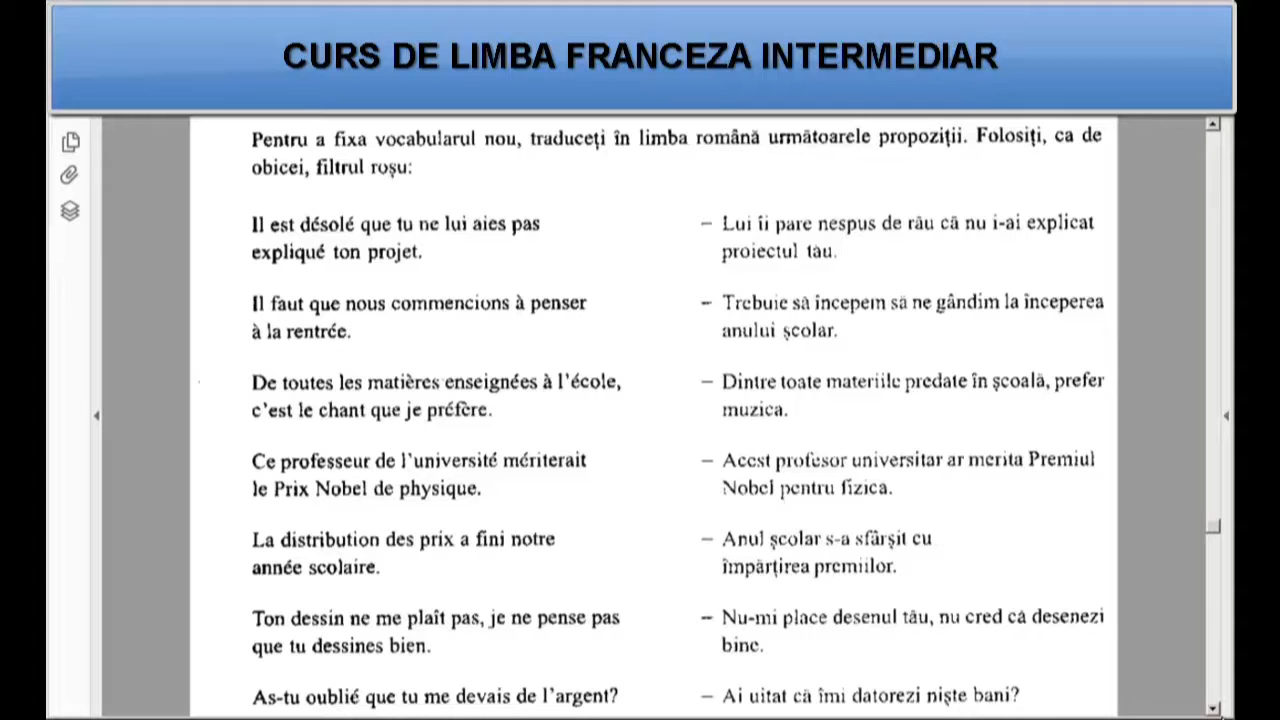 CURS DE LIMBA FRANCEZA INTERMEDIAR
Pentru a fixa vocabularul nou, traduceți în limba română următoarele propoziții. Folosiți, ca de
obicei, filtrul roșu:
Il est désolé que tu ne lui aies pas
expliqué ton projet.
– Lui îi pare nespus de rău că nu i-ai explicat
proiectul tău.
Il faut que nous commencions à penser
à la rentrée.
– Trebuie să începem să ne gândim la începerea
anului școlar.
De toutes les matières enseignées à l'école,
c'est le chant que je préfère.
– Dintre toate materiile predate în școală, prefer
muzica.
Ce professeur de l'université mériterait
le Prix Nobel de physique.
– Acest profesor universitar ar merita Premiul
Nobel pentru fizica.
La distribution des prix a fini notre
année scolaire.
– Anul școlar s-a sfârșit cu
împărțirea premiilor.
Ton dessin ne me plaît pas, je ne pense pas
que tu dessines bien.
– Nu-mi place desenul tău, nu cred că desenezi
bine.
As-tu oublié que tu me devais de l'argent?
– Ai uitat că îmi datorezi niște bani?